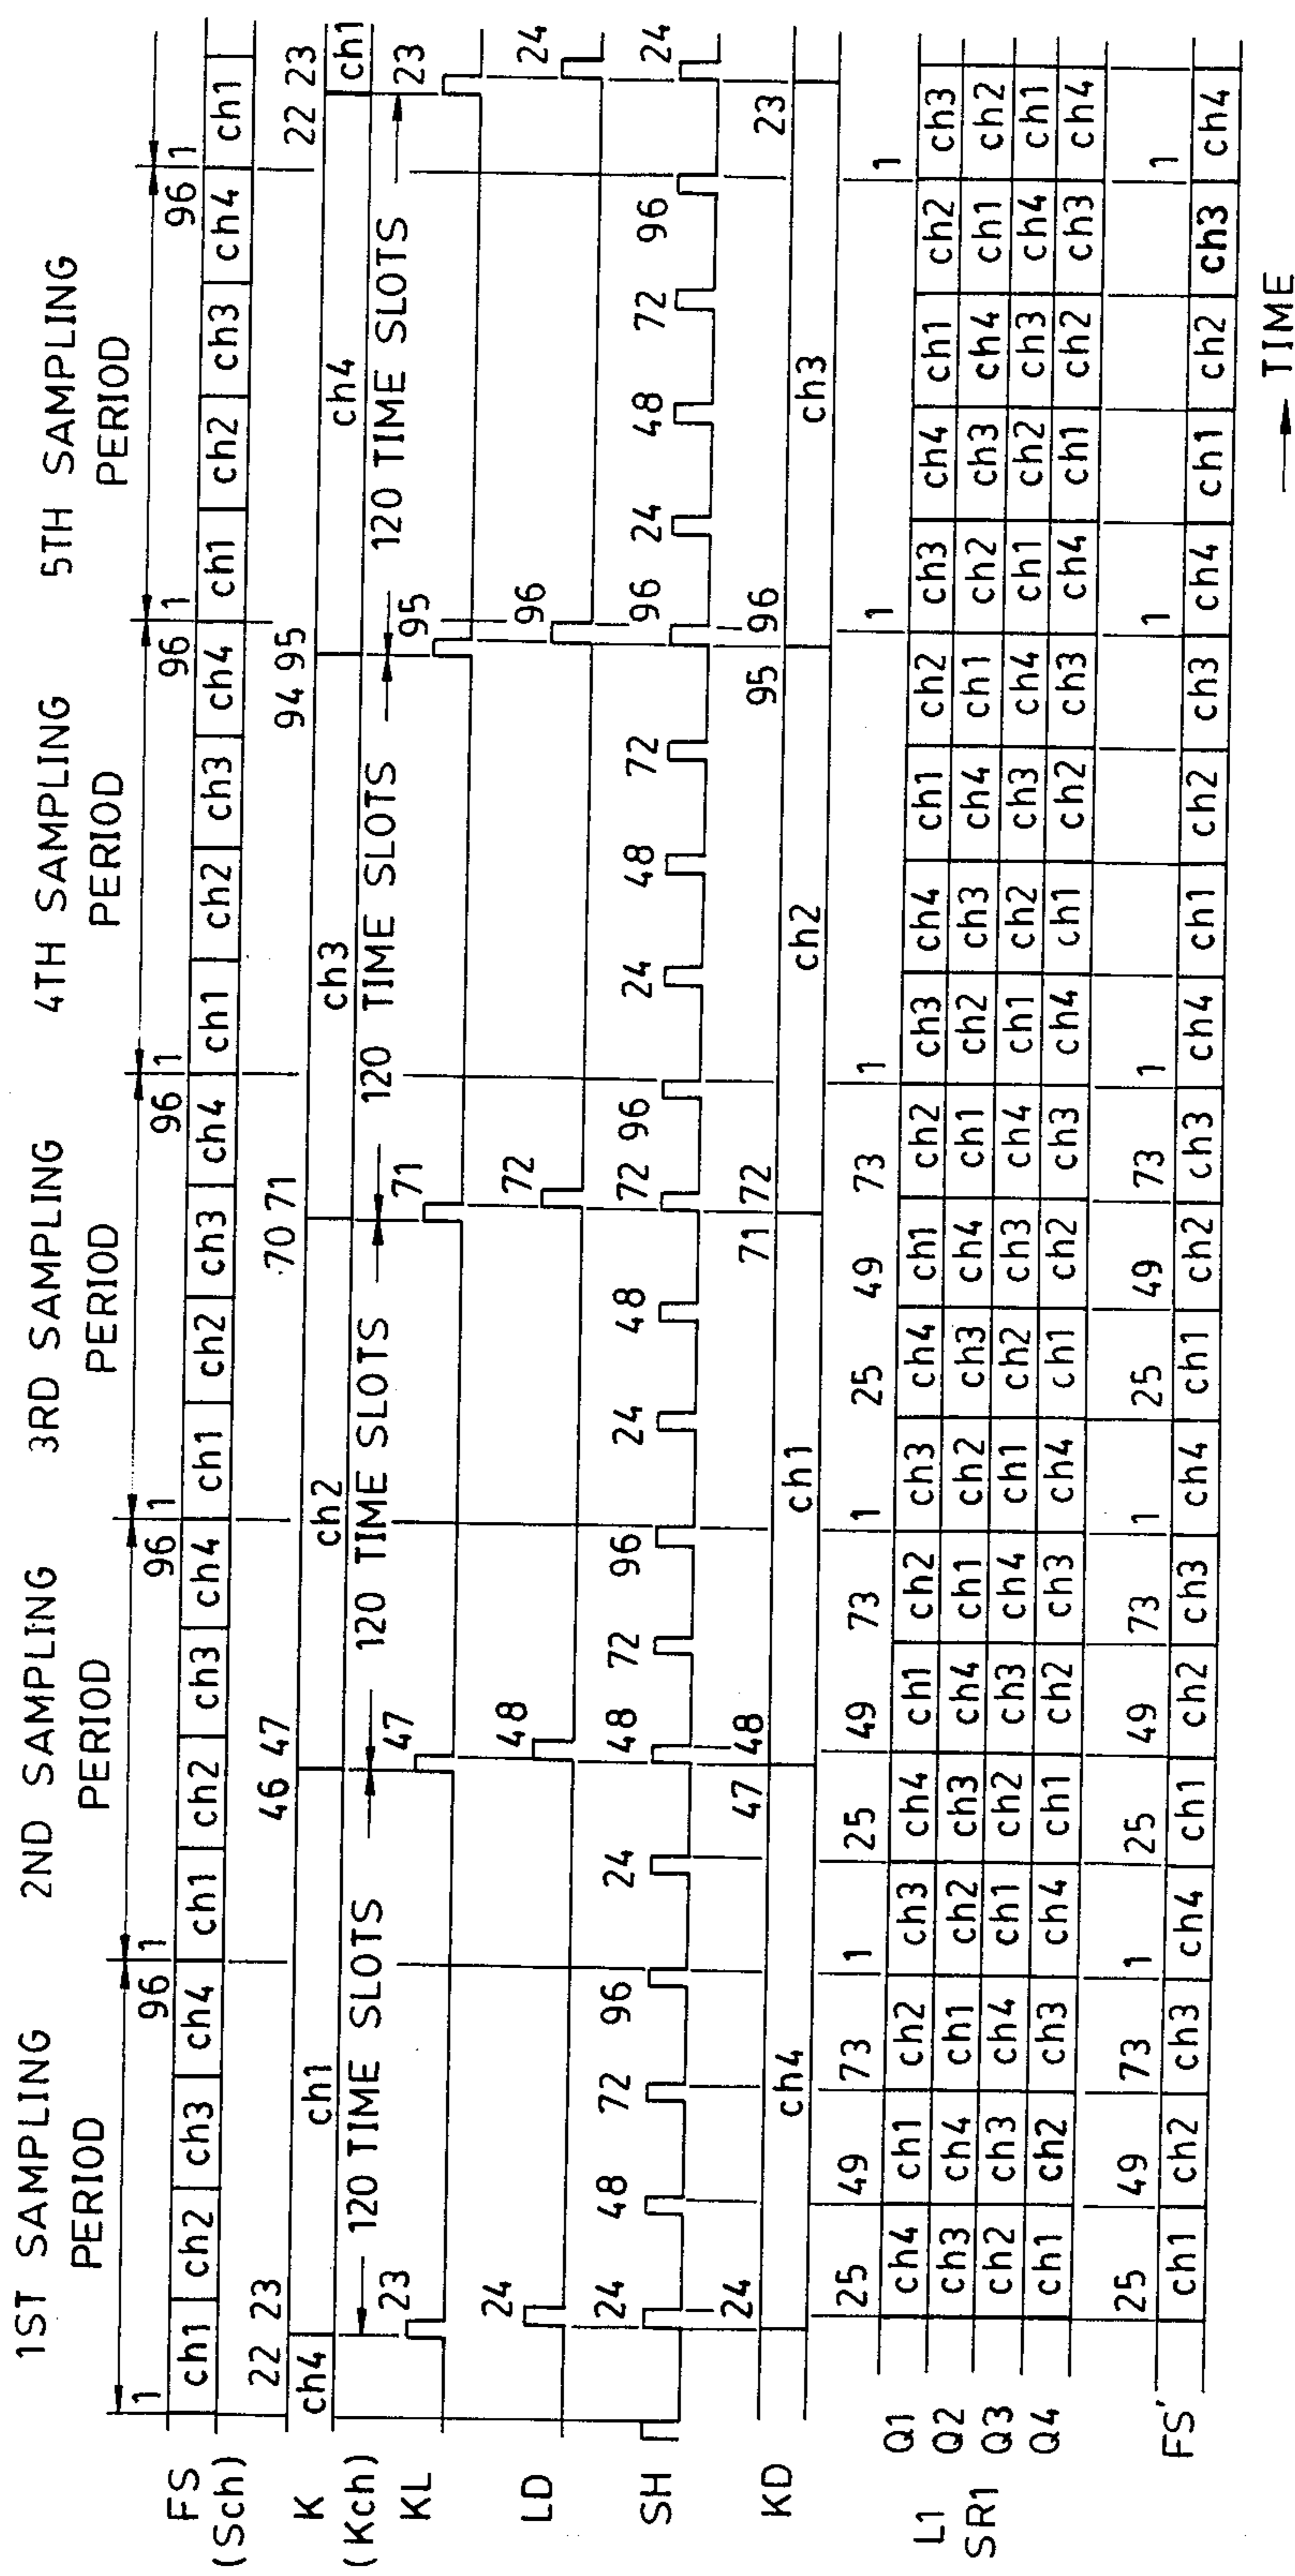 1ST SAMPLING PERIOD 2ND SAMPLING PERIOD 3RD SAMPLING PERIOD 4TH SAMPLING PERIOD 5TH SAMPLING PERIOD
1 96 1 96 1 96 1 96 1 96 1
FS (Sch) ch1 ch2 ch3 ch4 ch1 ch2 ch3 ch4 ch1 ch2 ch3 ch4 ch1 ch2 ch3 ch4 ch1 ch2 ch3 ch4 ch1
22 23 46 47 70 71 94 95 22 23
K (Kch) ch4 ch1 ch2 ch3 ch4 ch1
120 TIME SLOTS 120 TIME SLOTS 120 TIME SLOTS 120 TIME SLOTS
KL 23 47 71 95 23
LD 24 48 72 96 24
SH 24 48 72 96 24 48 72 96 24 48 72 96 24 48 72 96 24 48 72 96 24
24 47 48 71 72 95 96 23
KD ch4 ch1 ch2 ch3
25 49 73 1 25 49 73 1 25 49 73 1 1 1
L1
SR1
Q1 ch4 ch1 ch2 ch3 ch4 ch1 ch2 ch3 ch4 ch1 ch2 ch3 ch4 ch1 ch2 ch3 ch4 ch1 ch2 ch3
Q2 ch3 ch4 ch1 ch2 ch3 ch4 ch1 ch2 ch3 ch4 ch1 ch2 ch3 ch4 ch1 ch2 ch3 ch4 ch1 ch2
Q3 ch2 ch3 ch4 ch1 ch2 ch3 ch4 ch1 ch2 ch3 ch4 ch1 ch2 ch3 ch4 ch1 ch2 ch3 ch4 ch1
Q4 ch1 ch2 ch3 ch4 ch1 ch2 ch3 ch4 ch1 ch2 ch3 ch4 ch1 ch2 ch3 ch4 ch1 ch2 ch3 ch4
25 49 73 1 25 49 73 1 25 49 73 1 1 1
FS' ch1 ch2 ch3 ch4 ch1 ch2 ch3 ch4 ch1 ch2 ch3 ch4 ch1 ch2 ch3 ch4 ch1 ch2 ch3 ch4
TIME